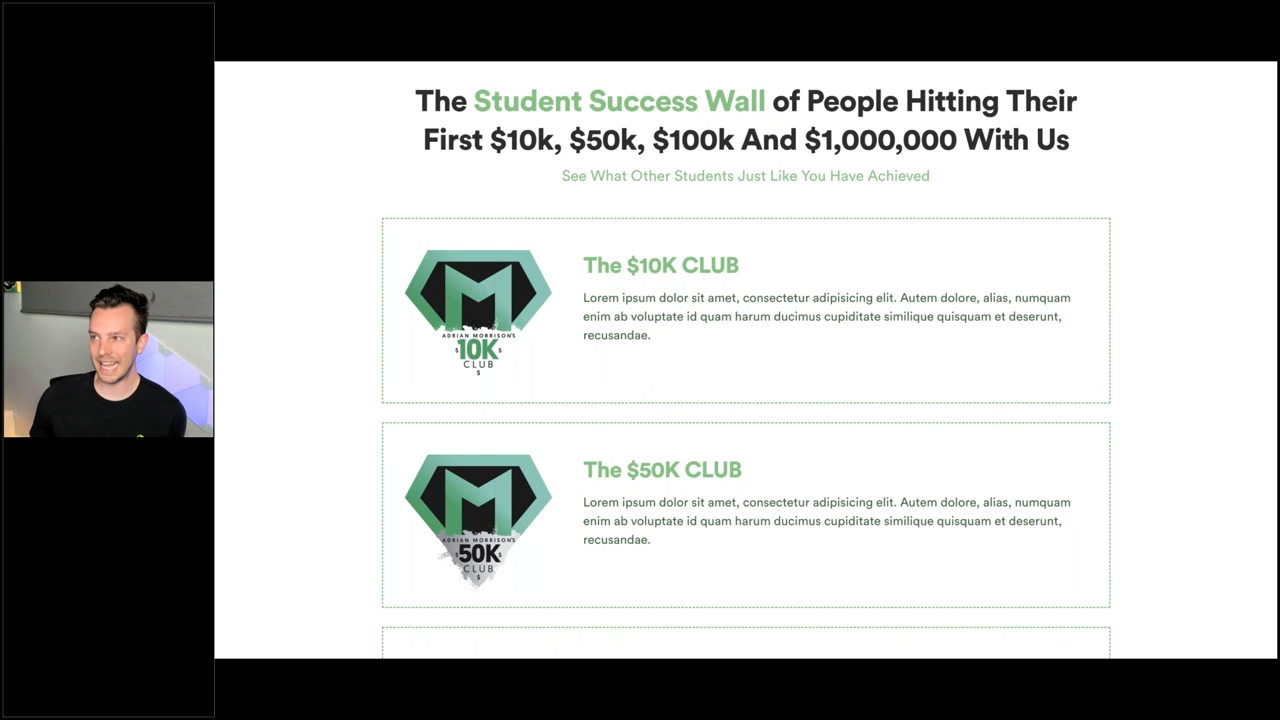 The Student Success Wall of People Hitting Their
First $10k, $50k, $100k And $1,000,000 With Us
See What Other Students Just Like You Have Achieved
M
ADRIAN MORRISON'S
$ 10K $
CLUB
$
The $10K CLUB
Lorem ipsum dolor sit amet, consectetur adipisicing elit. Autem dolore, alias, numquam
enim ab voluptate id quam harum ducimus cupiditate similique quisquam et deserunt,
recusandae.
M
ADRIAN MORRISON'S
$ 50K $
CLUB
$
The $50K CLUB
Lorem ipsum dolor sit amet, consectetur adipisicing elit. Autem dolore, alias, numquam
enim ab voluptate id quam harum ducimus cupiditate similique quisquam et deserunt,
recusandae.